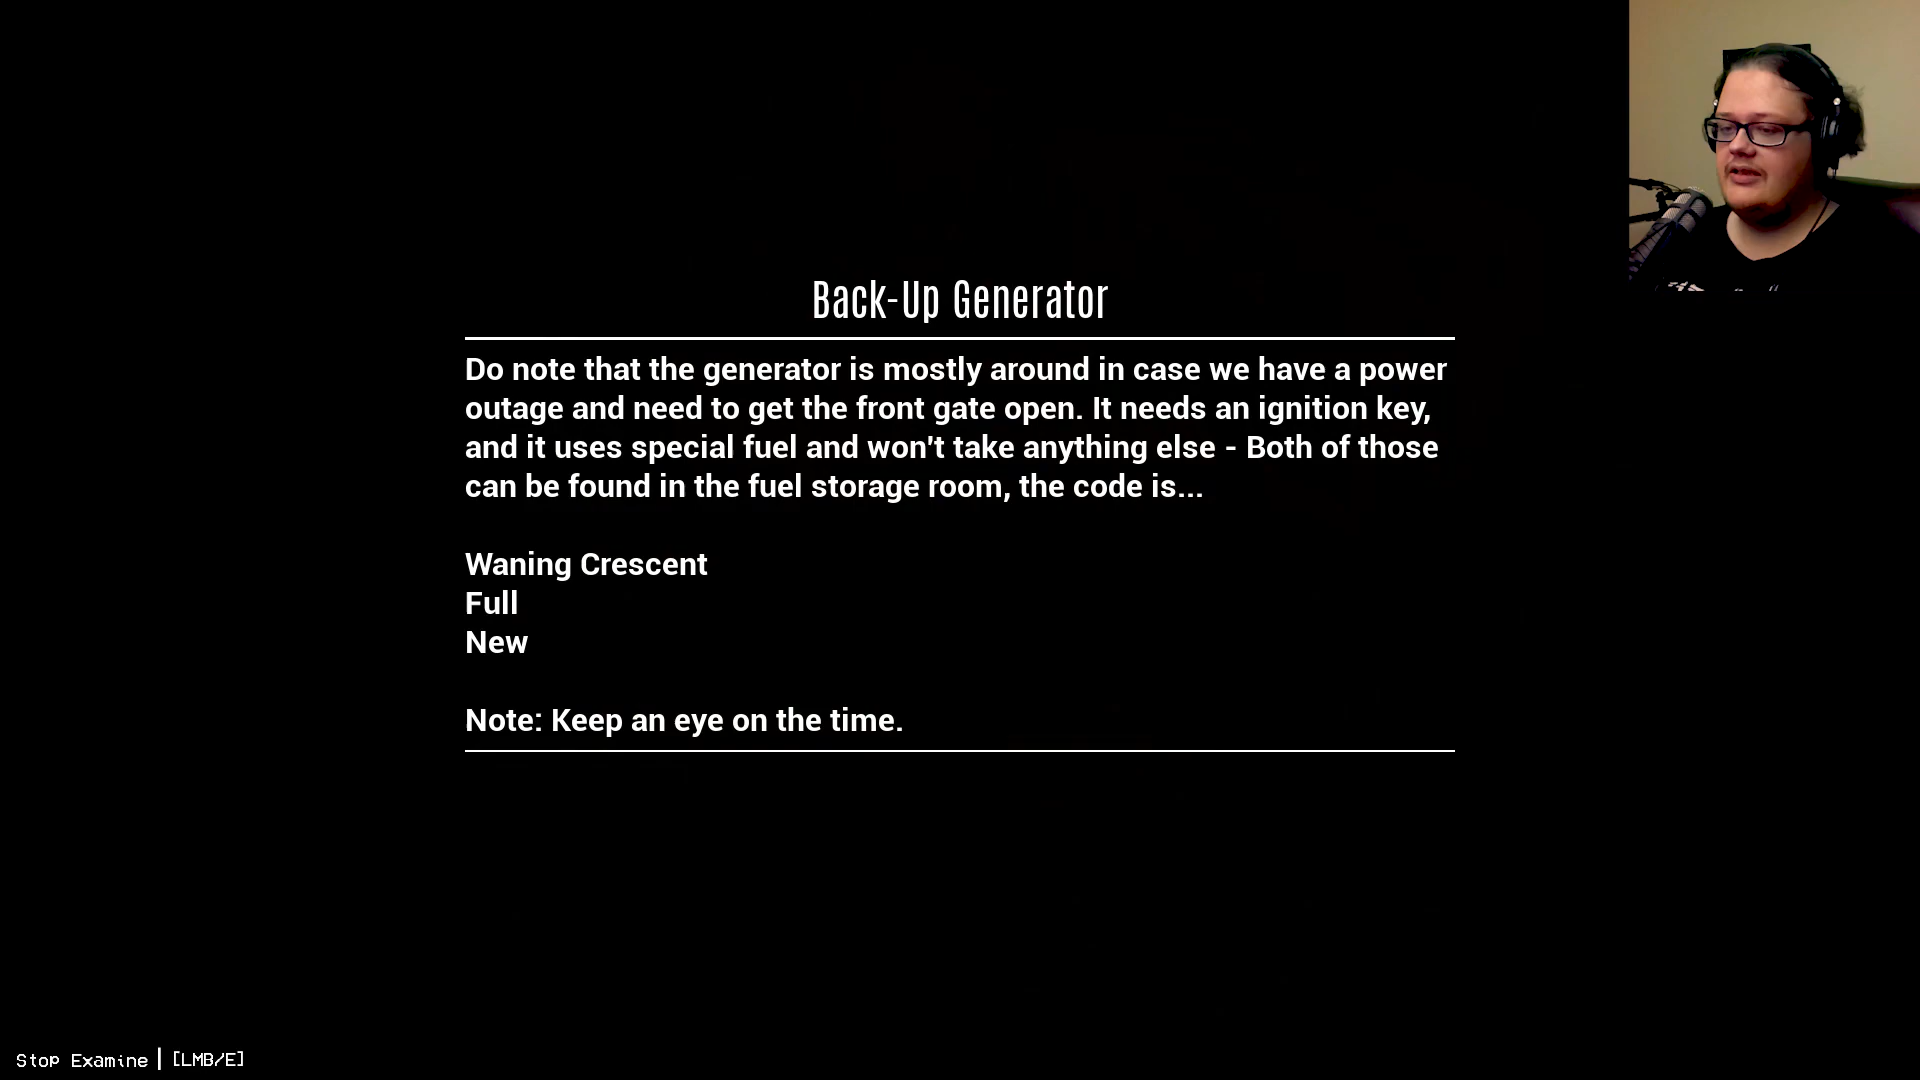 Back-Up Generator
Do note that the generator is mostly around in case we have a power
outage and need to get the front gate open. It needs an ignition key,
and it uses special fuel and won't take anything else - Both of those
can be found in the fuel storage room, the code is...
Waning Crescent
Full
New
Note: Keep an eye on the time.
Stop Examine | [LMB/E]